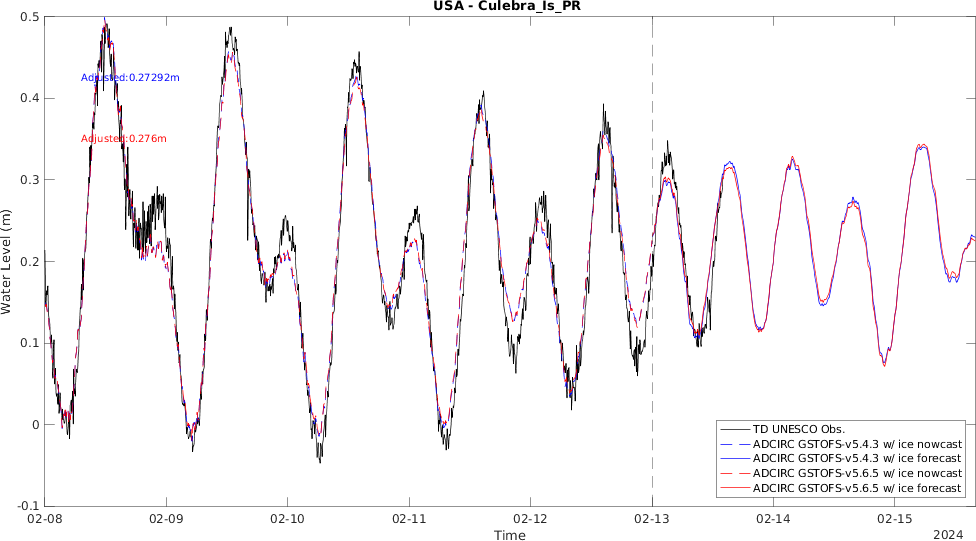 USA - Culebra_Is_PR
0.5
Adjusted:0.27292m
0.4
Adjusted:0.276m
0.3
Water Level (m)
0.2
0.1
0
-0.1
TD UNESCO Obs.
ADCIRC GSTOFS-v5.4.3 w/ ice nowcast
ADCIRC GSTOFS-v5.4.3 w/ ice forecast
ADCIRC GSTOFS-v5.6.5 w/ ice nowcast
ADCIRC GSTOFS-v5.6.5 w/ ice forecast
02-08 02-09 02-10 02-11 02-12 02-13 02-14 02-15
Time
2024